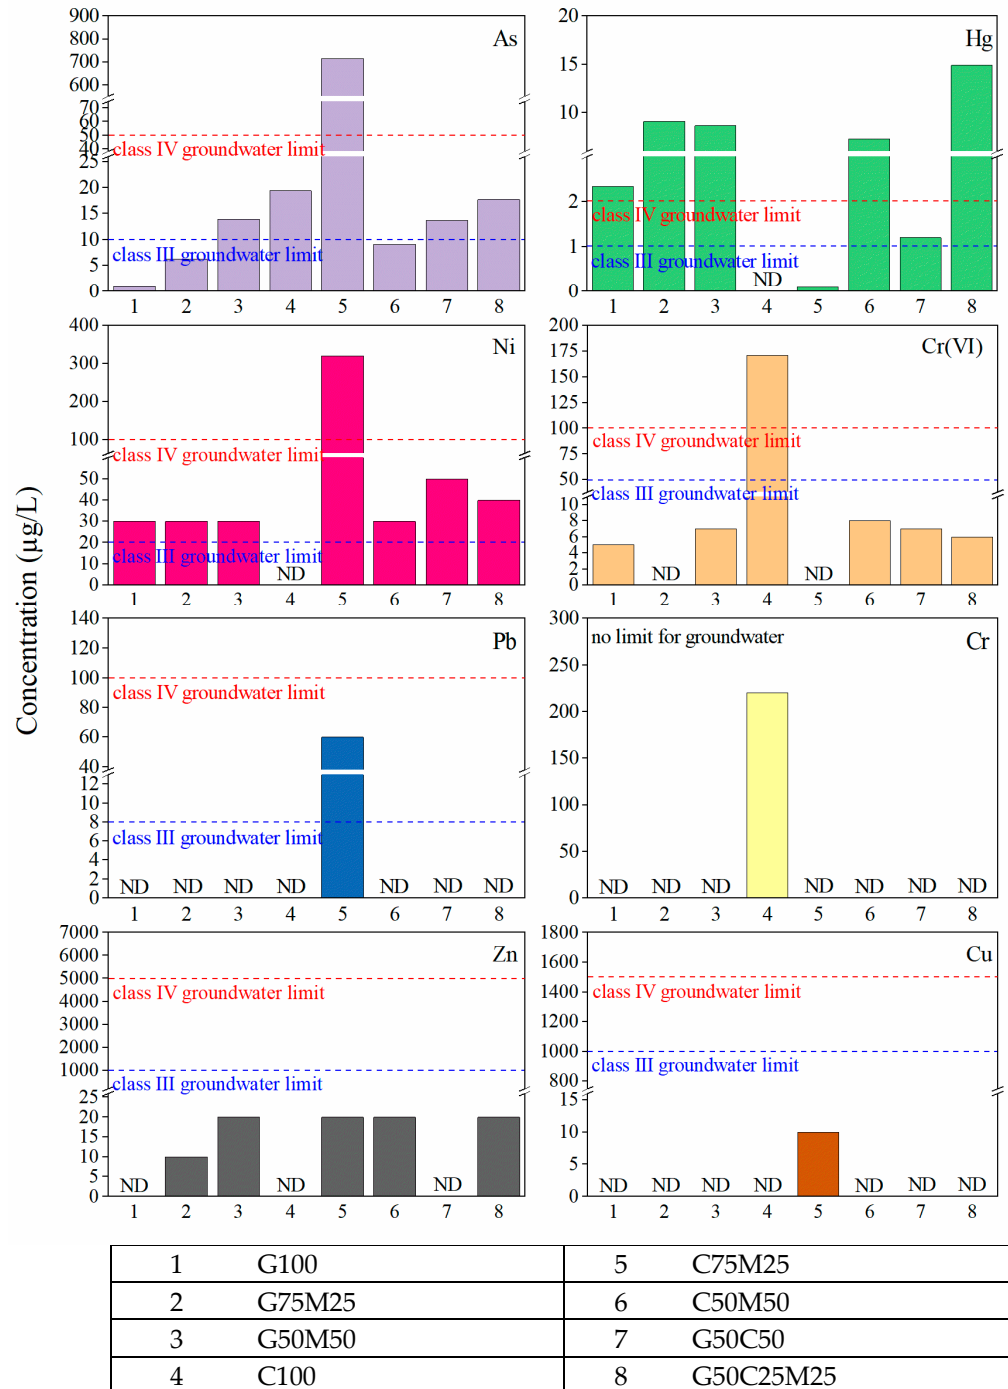 Concentration (μg/L)
As
900
800
700
600
70
60
50
40
25
20
15
10
5
0
class IV groundwater limit
class III groundwater limit
1 2 3 4 5 6 7 8
Hg
20
15
10
2
1
0
class IV groundwater limit
class III groundwater limit
ND
1 2 3 4 5 6 7 8
Ni
400
300
200
100
50
40
30
20
10
0
class IV groundwater limit
class III groundwater limit
ND
1 2 3 4 5 6 7 8
Cr(VI)
200
175
150
125
100
75
50
10
8
6
4
2
0
class IV groundwater limit
class III groundwater limit
ND ND
1 2 3 4 5 6 7 8
Pb
140
120
100
80
60
40
12
10
8
6
4
2
0
class IV groundwater limit
class III groundwater limit
ND ND ND ND ND ND ND
1 2 3 4 5 6 7 8
no limit for groundwater
Cr
300
250
200
150
100
50
0
ND ND ND ND ND ND ND
1 2 3 4 5 6 7 8
Zn
7000
6000
5000
4000
3000
2000
1000
25
20
15
10
5
0
class IV groundwater limit
class III groundwater limit
ND ND ND
1 2 3 4 5 6 7 8
Cu
1800
1600
1400
1200
1000
800
15
10
5
0
class IV groundwater limit
class III groundwater limit
ND ND ND ND ND ND ND
1 2 3 4 5 6 7 8
1 G100 5 C75M25
2 G75M25 6 C50M50
3 G50M50 7 G50C50
4 C100 8 G50C25M25